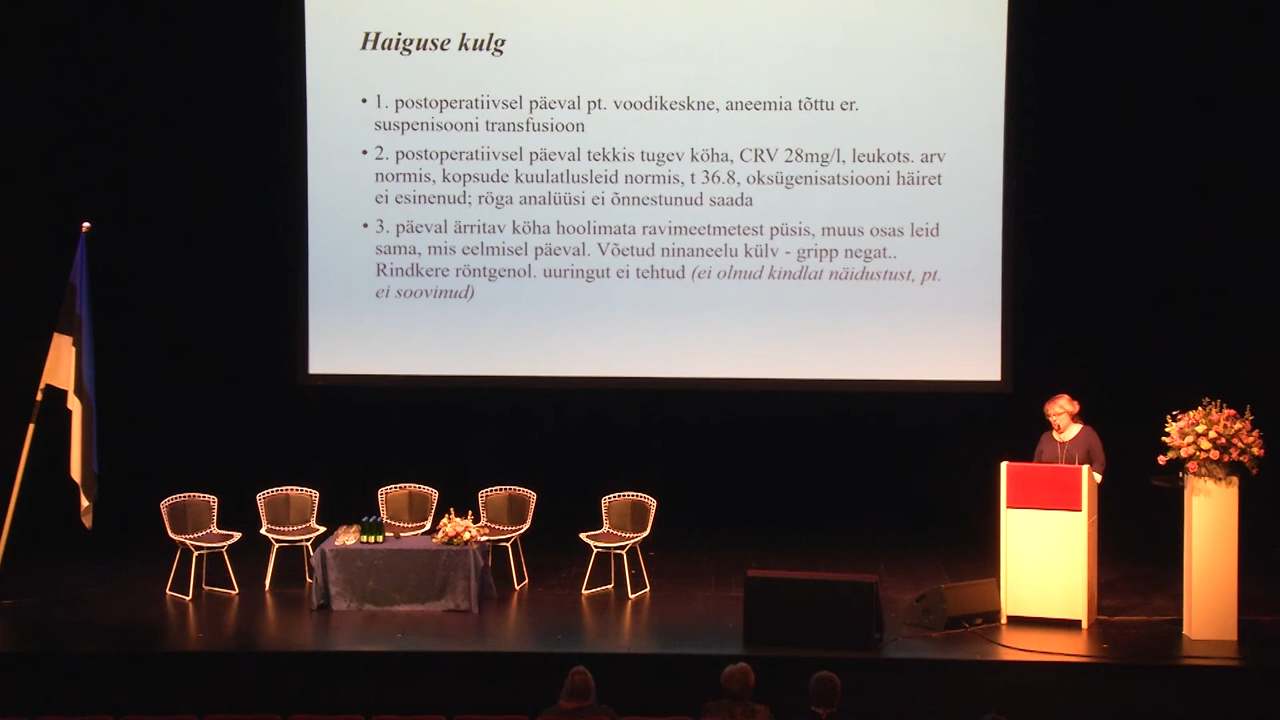 Haiguse kulg
• 1. postoperatiivsel päeval pt. voodikeskne, aneemia tõttu er.
suspenisooni transfusioon
• 2. postoperatiivsel päeval tekkis tugev köha, CRV 28mg/l, leukots. arv
normis, kopsude kuulatlusleid normis, t 36.8, oksügenisatsiooni häiret
ei esinenud; röga analüüsi ei õnnestunud saada
• 3. päeval ärritav köha hoolimata ravimeetmetest püsis, muus osas leid
sama, mis eelmisel päeval. Võetud ninaneelu külv - gripp negat..
Rindkere röntgenol. uuringut ei tehtud (ei olnud kindlat näidustust, pt.
ei soovinud)